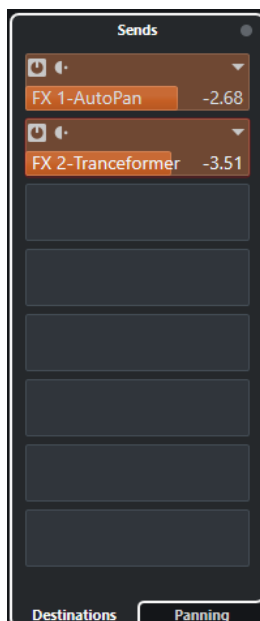 Sends
FX 1-AutoPan -2.68
FX 2-Tranceformer -3.51
Destinations Panning